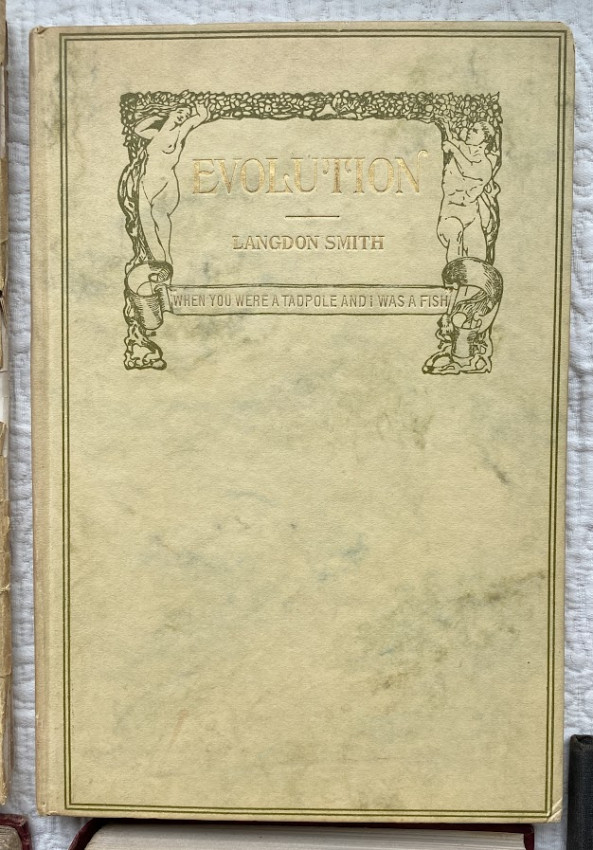 EVOLUTION
LANGDON SMITH
WHEN YOU WERE A TADPOLE AND I WAS A FISH